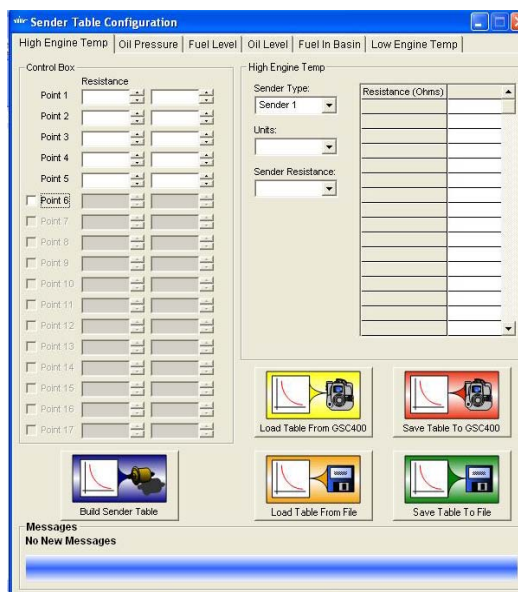 Sender Table Configuration
High Engine Temp Oil Pressure Fuel Level Oil Level Fuel In Basin Low Engine Temp
Control Box
Resistance
Point 1
Point 2
Point 3
Point 4
Point 5
Point 6
Point 7
Point 8
Point 9
Point 10
Point 11
Point 12
Point 13
Point 14
Point 15
Point 16
Point 17
Build Sender Table
High Engine Temp
Sender Type:
Sender 1
Units:
Sender Resistance:
Resistance (Ohms)
Load Table From GSC400
Save Table To GSC400
Load Table From File
Save Table To File
Messages
No New Messages